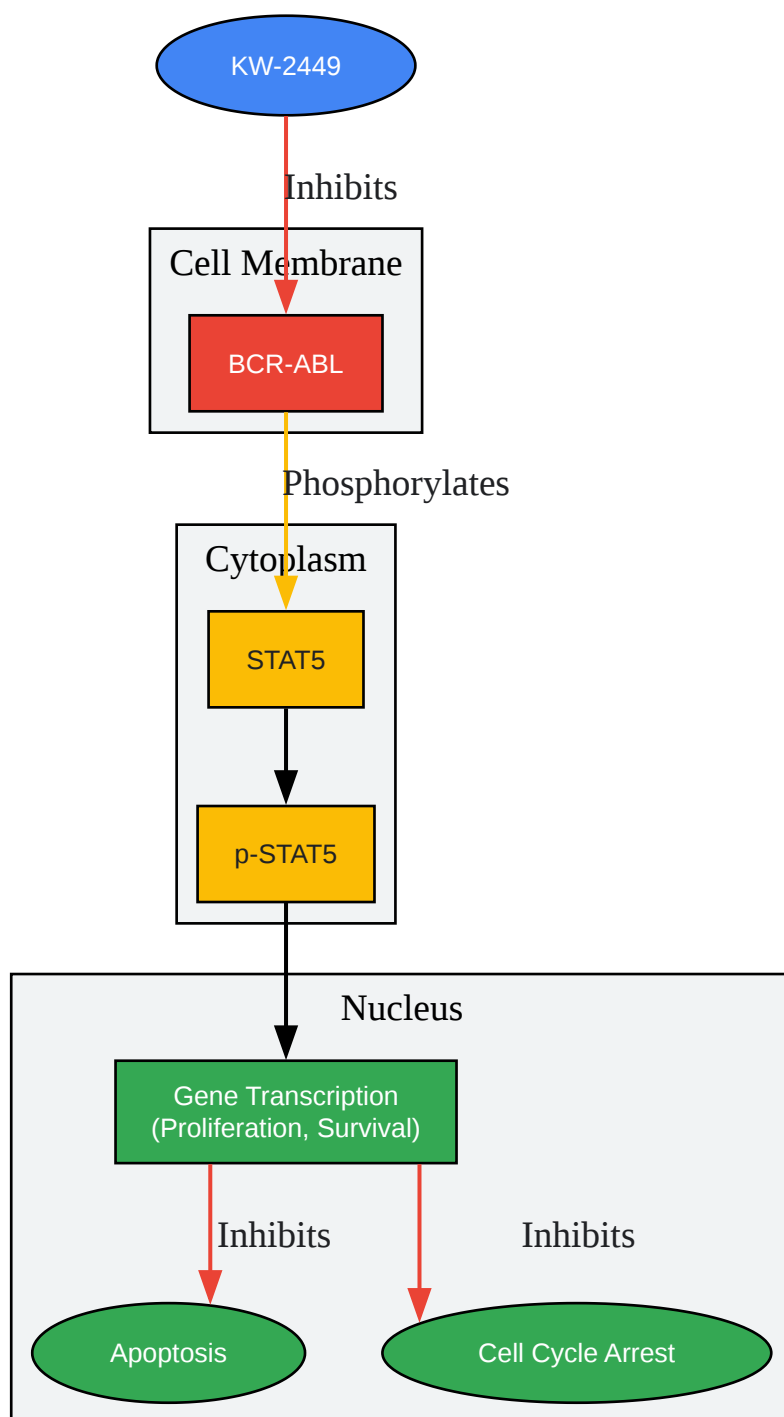 KW-2449
Inhibits
Cell Membrane
BCR-ABL
Phosphorylates
Cytoplasm
STAT5
p-STAT5
Nucleus
Gene Transcription
(Proliferation, Survival)
Inhibits
Inhibits
Apoptosis
Cell Cycle Arrest